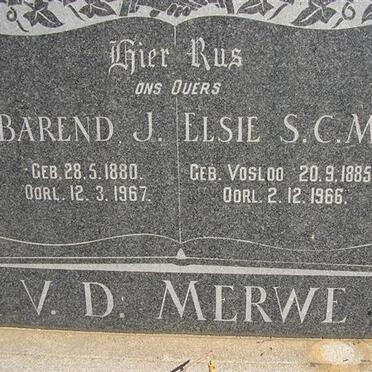 Hier Rus
ONS OUERS
BAREND. J. ELSIE S.C.M
GEB. 28.5.1880. GEB. VOSLOO 20.9.1885
OORL. 12.3.1967. OORL. 2.12.1966.
V. D. MERWE